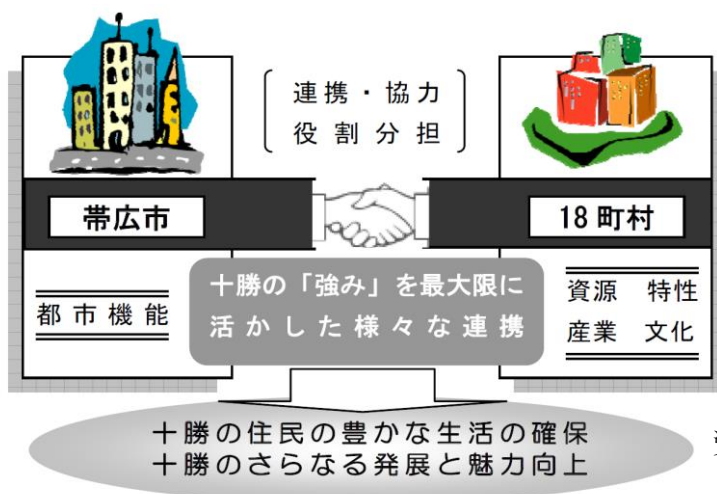 連携・協力
役割分担
帯広市
18町村
都市機能
十勝の「強み」を最大限に
活かした様々な連携
資源 特性
産業 文化
十勝の住民の豊かな生活の確保
十勝のさらなる発展と魅力向上